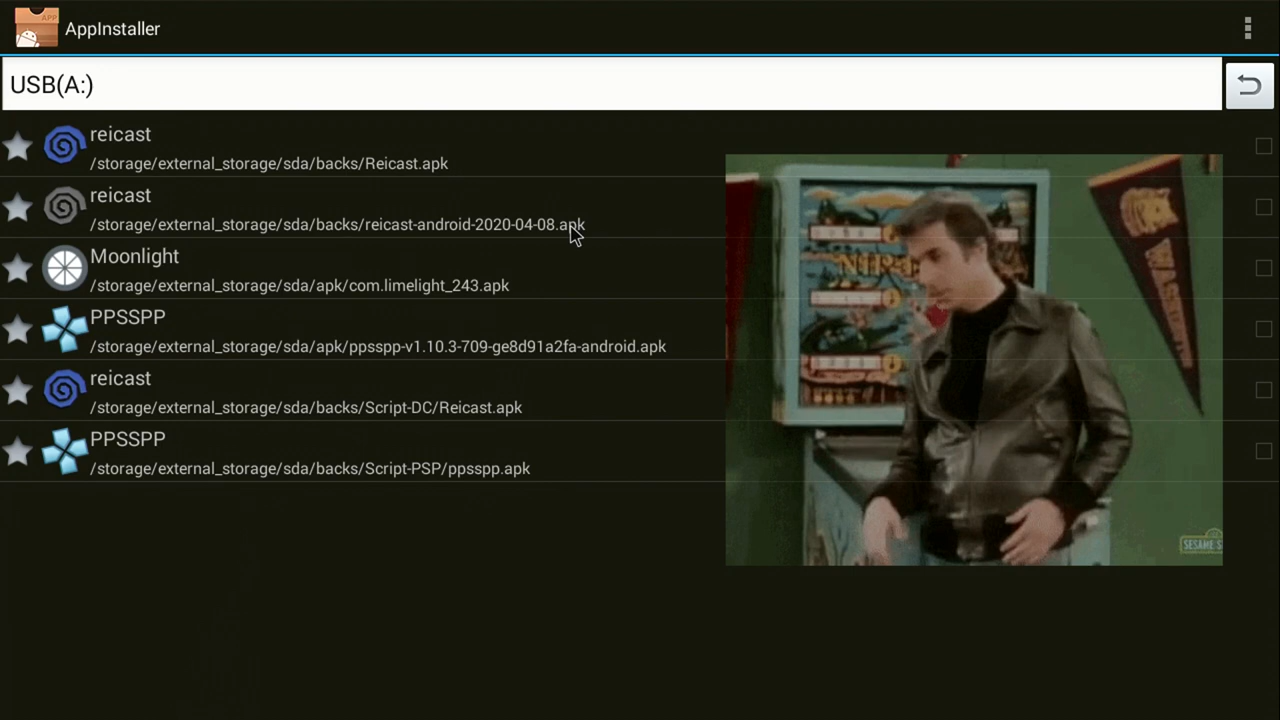 APP
AppInstaller
USB(A:)
reicast
/storage/external_storage/sda/backs/Reicast.apk
reicast
/storage/external_storage/sda/backs/reicast-android-2020-04-08.apk
Moonlight
/storage/external_storage/sda/apk/com.limelight_243.apk
PPSSPP
/storage/external_storage/sda/apk/ppsspp-v1.10.3-709-ge8d91a2fa-android.apk
reicast
/storage/external_storage/sda/backs/Script-DC/Reicast.apk
PPSSPP
/storage/external_storage/sda/backs/Script-PSP/ppsspp.apk
SESAME S